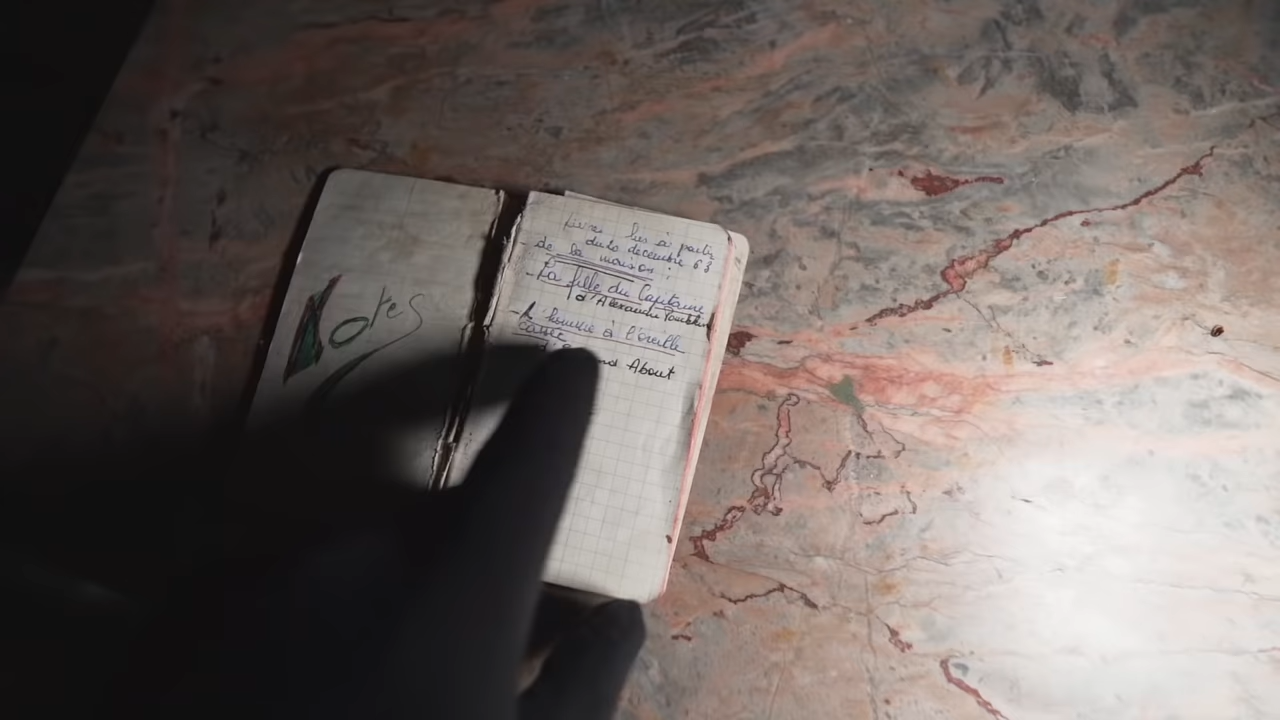 Notes
Livres lus à partir
du 20 décembre 63
- de la maison :
- La fille du Capitaine
d'Alexandre Pouchkine
- L'homme à l'oreille
cassée
About